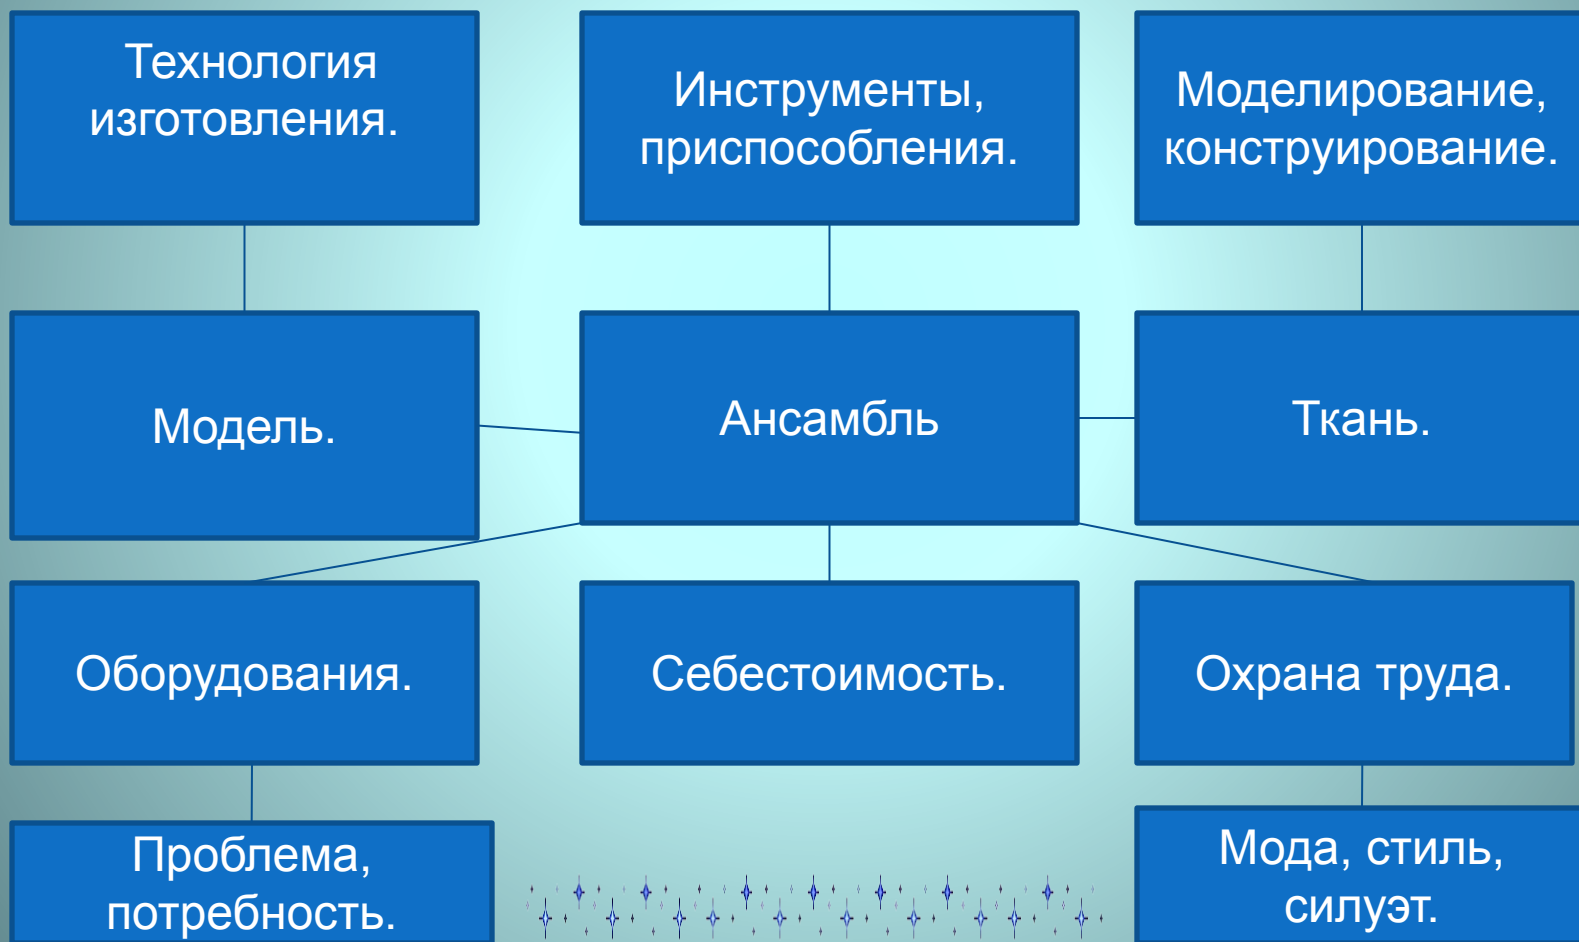 Технология
изготовления.
Инструменты,
приспособления.
Моделирование,
конструирование.
Модель.
Ансамбль
Ткань.
Оборудования.
Себестоимость.
Охрана труда.
Проблема,
потребность.
Мода, стиль,
силуэт.